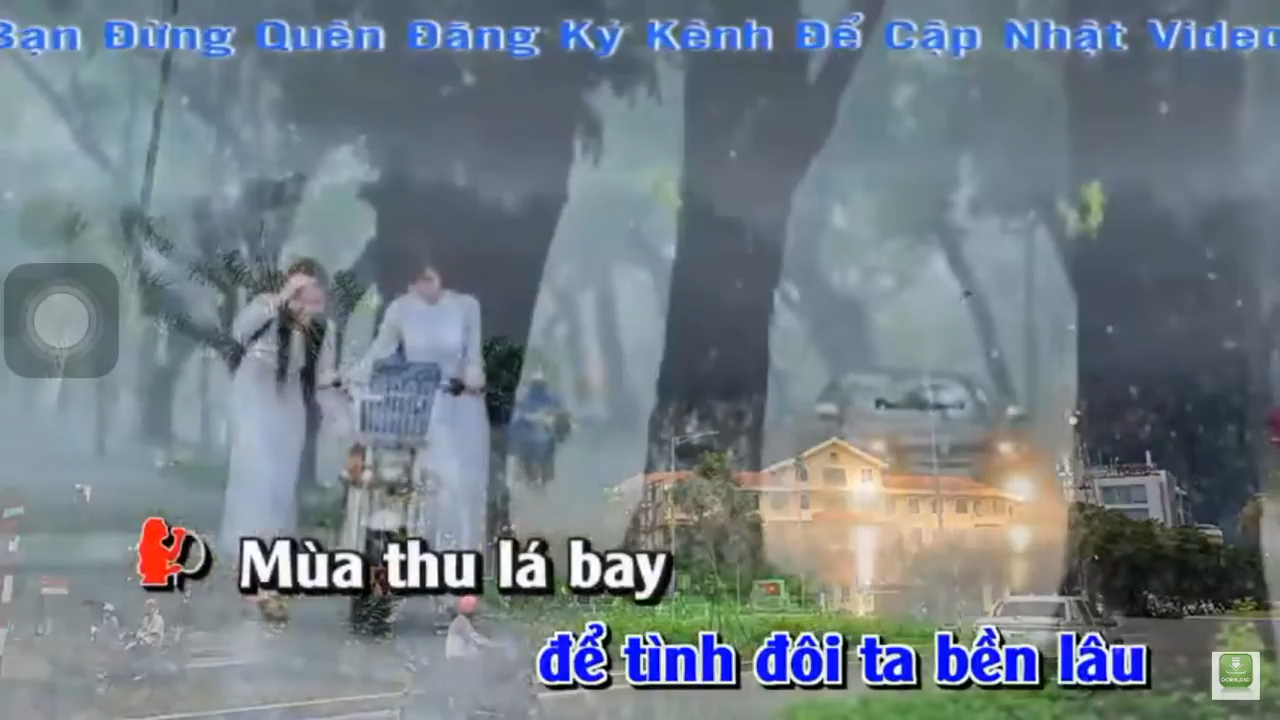 Bạn Đừng Quên Đăng Ký Kênh Để Cập Nhật Video
Mùa thu lá bay
để tình đôi ta bền lâu
DOWNLOAD